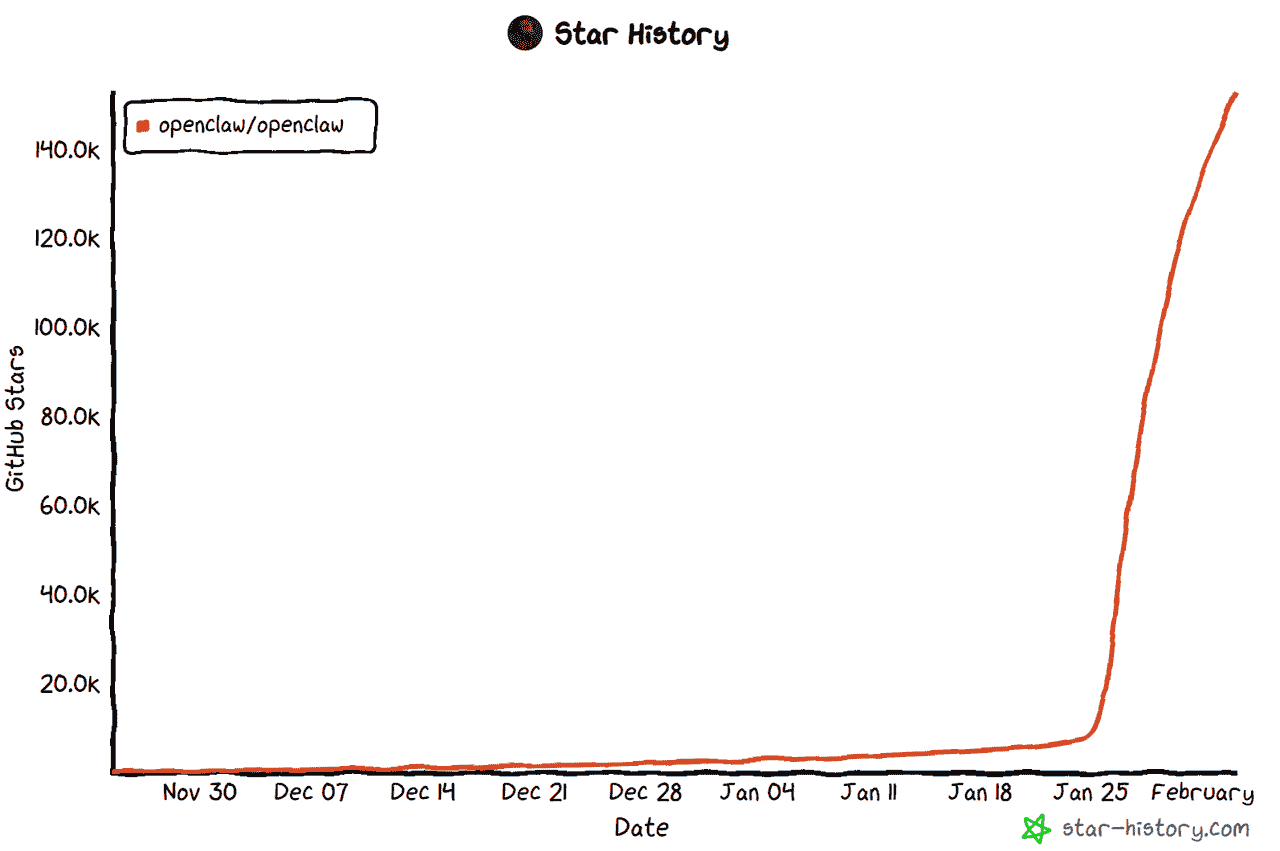 Star History
openclaw/openclaw
140.0k
120.0k
100.0k
80.0k
60.0k
40.0k
20.0k
GitHub Stars
Nov 30 Dec 07 Dec 14 Dec 21 Dec 28 Jan 04 Jan 11 Jan 18 Jan 25 February
Date
star-history.com